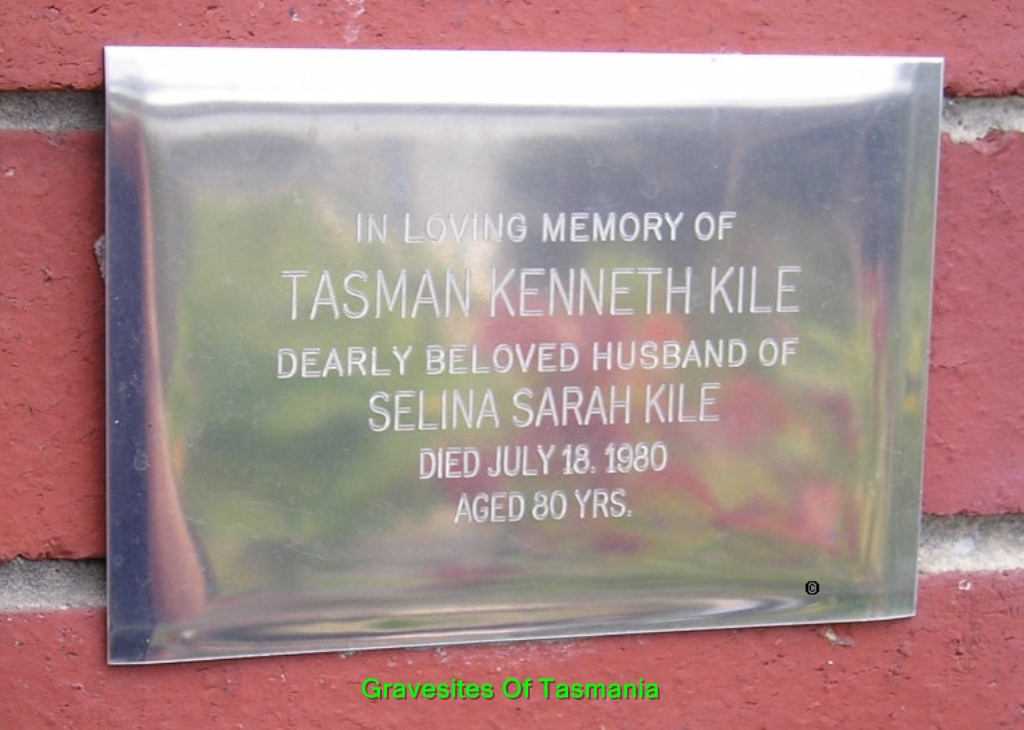 IN LOVING MEMORY OF
TASMAN KENNETH KILE
DEARLY BELOVED HUSBAND OF
SELINA SARAH KILE
DIED JULY 18. 1980
AGED 80 YRS.
©
Gravesites Of Tasmania